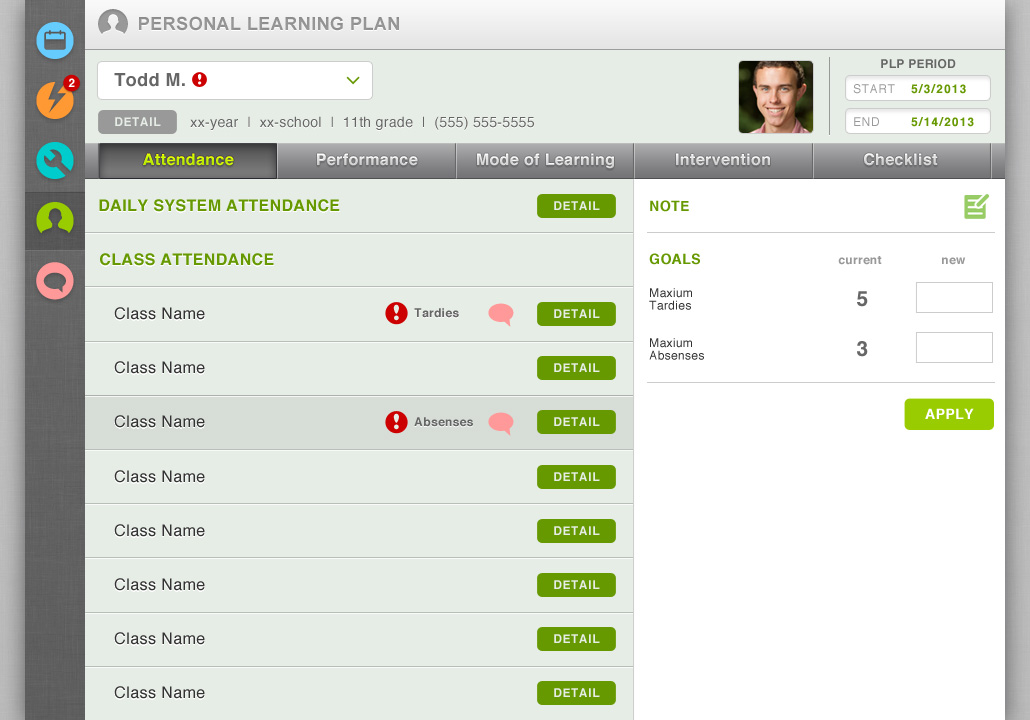 PERSONAL LEARNING PLAN
2
Todd M.
PLP PERIOD
START 5/3/2013
END 5/14/2013
DETAIL xx-year | xx-school | 11th grade | (555) 555-5555
Attendance Performance Mode of Learning Intervention Checklist
DAILY SYSTEM ATTENDANCE DETAIL
CLASS ATTENDANCE
Class Name Tardies DETAIL
Class Name DETAIL
Class Name Absenses DETAIL
Class Name DETAIL
Class Name DETAIL
Class Name DETAIL
Class Name DETAIL
Class Name DETAIL
NOTE
GOALS current new
Maxium
Tardies 5
Maxium
Absenses 3
APPLY